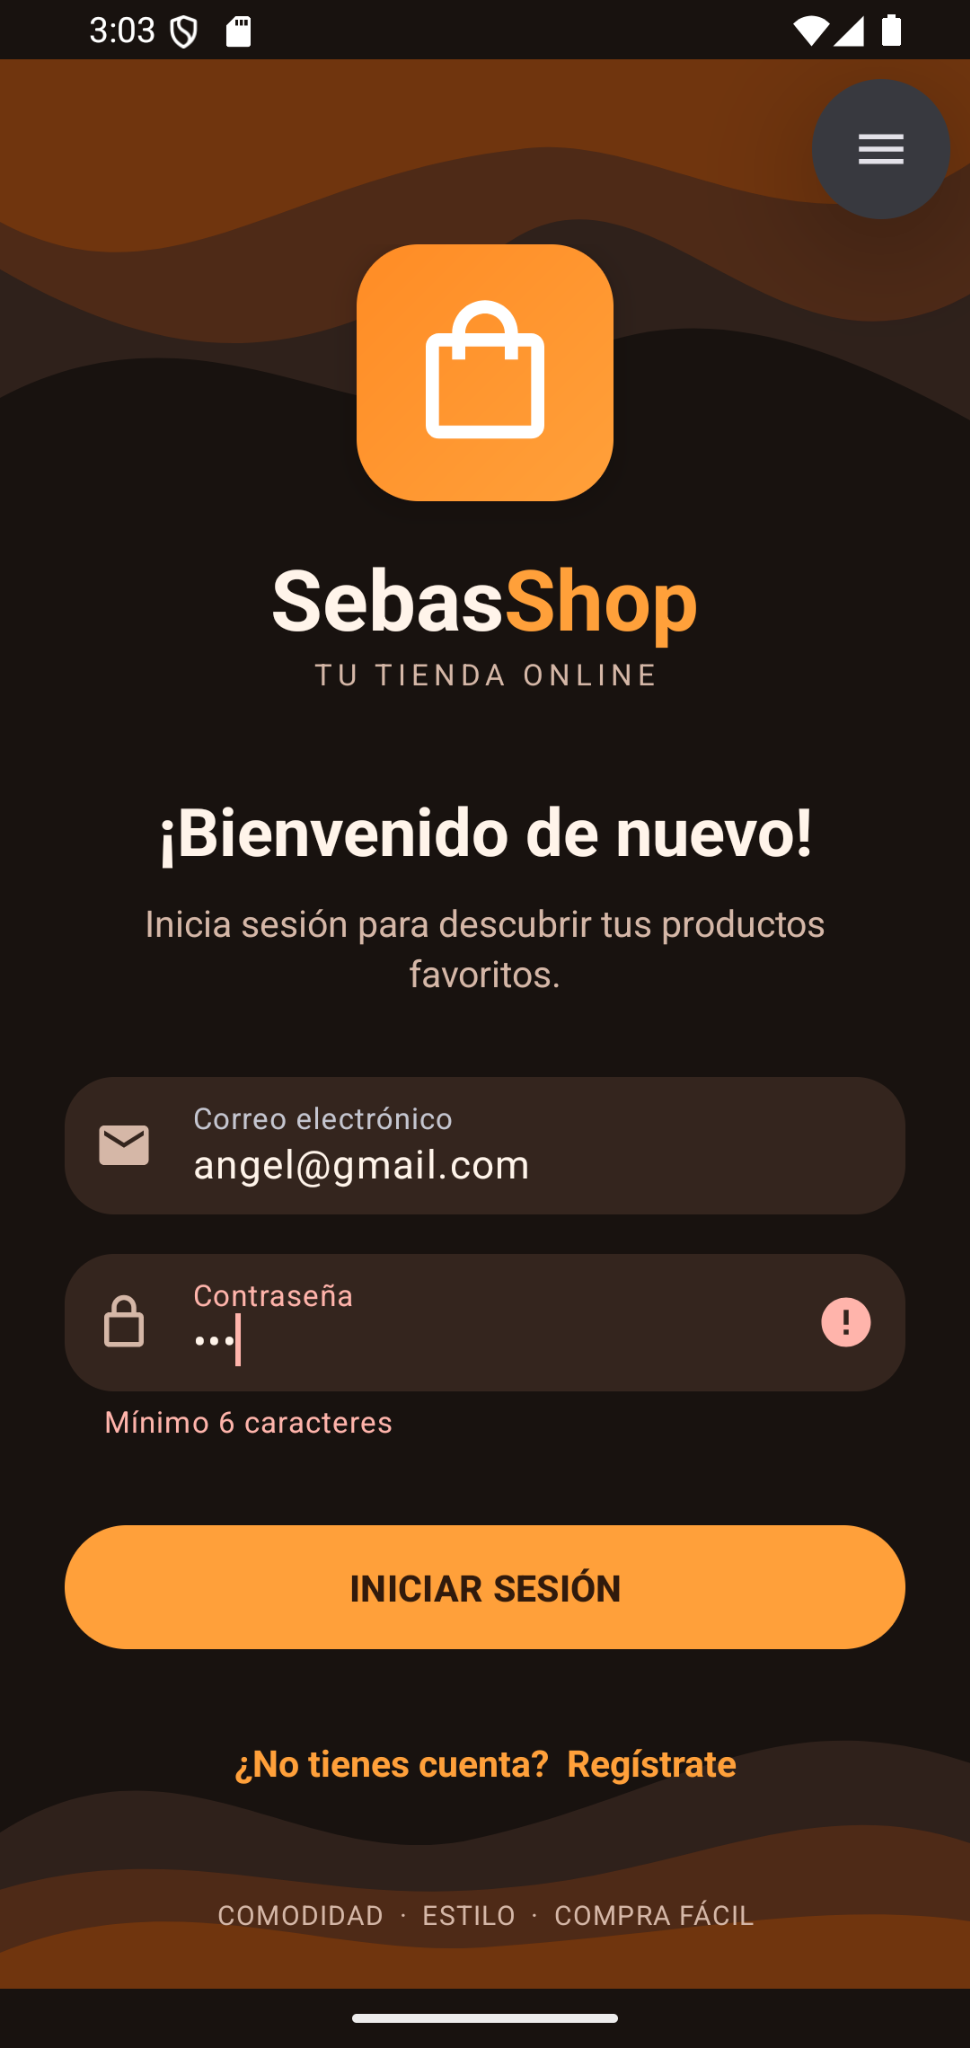 3:03
SebasShop
TU TIENDA ONLINE
¡Bienvenido de nuevo!
Inicia sesión para descubrir tus productos
favoritos.
Correo electrónico
angel@gmail.com
Contraseña
•••
Mínimo 6 caracteres
INICIAR SESIÓN
¿No tienes cuenta? Regístrate
COMODIDAD · ESTILO · COMPRA FÁCIL